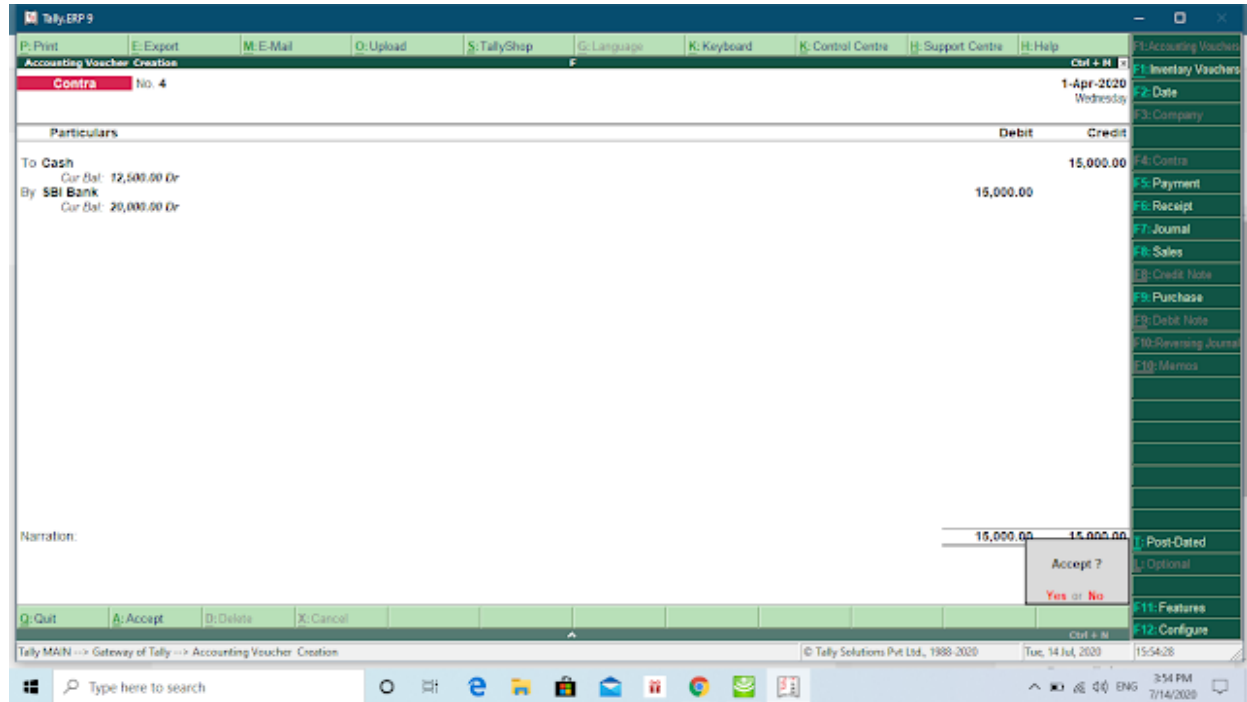 Tally.ERP 9
P: Print E: Export M: E-Mail O: Upload S: TallyShop G: Language K: Keyboard K: Control Centre H: Support Centre H: Help F1: Accounting Vouchers
Accounting Voucher Creation F Ctrl + M
F1: Inventory Vouchers
Contra No. 4 1-Apr-2020
Wednesday
F2: Date
F3: Company
Particulars Debit Credit
To Cash 15,000.00
Cur Bal: 12,500.00 Dr
By SBI Bank 15,000.00
Cur Bal: 20,000.00 Dr
F4: Contra
F5: Payment
F6: Receipt
F7: Journal
F8: Sales
F8: Credit Note
F9: Purchase
F9: Debit Note
F10: Reversing Journal
F10: Memos
Narration: 15,000.00 15,000.00
Accept ?
Yes or No
T: Post-Dated
L: Optional
F11: Features
F12: Configure
Q: Quit A: Accept D: Delete X: Cancel
Ctrl + N
Tally MAIN --> Gateway of Tally --> Accounting Voucher Creation © Tally Solutions Pvt Ltd., 1988-2020 Tue, 14 Jul, 2020 15:54:28
Type here to search ENG 3:54 PM
7/14/2020